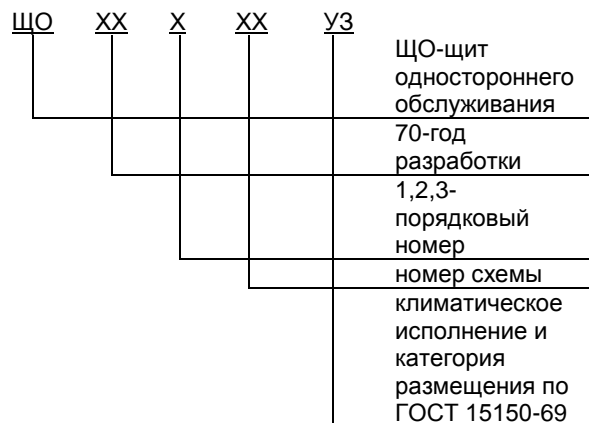 ЩО ХХ Х ХХ У3
ЩО-щит
одностороннего
обслуживания
70-год
разработки
1,2,3-
порядковый
номер
номер схемы
климатическое
исполнение и
категория
размещения по
ГОСТ 15150-69